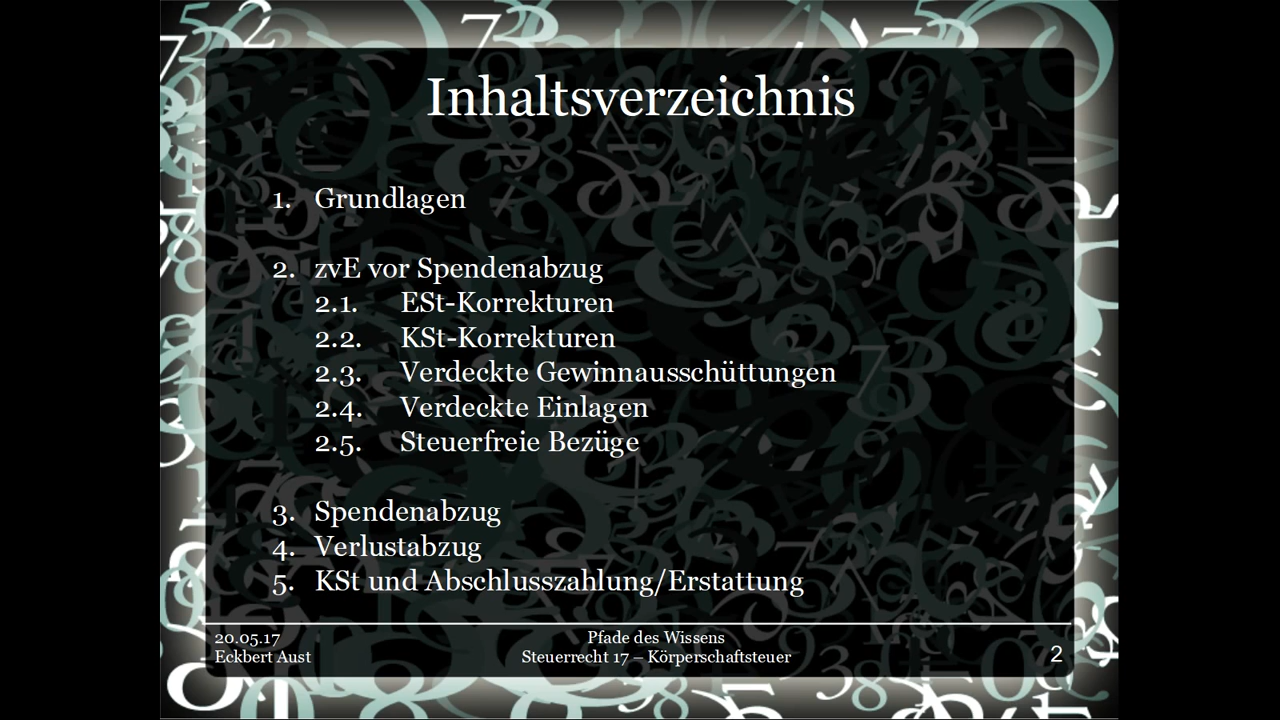 Inhaltsverzeichnis
1. Grundlagen
2. zvE vor Spendenabzug
2.1. ESt-Korrekturen
2.2. KSt-Korrekturen
2.3. Verdeckte Gewinnausschüttungen
2.4. Verdeckte Einlagen
2.5. Steuerfreie Bezüge
3. Spendenabzug
4. Verlustabzug
5. KSt und Abschlusszahlung/Erstattung
20.05.17
Eckbert Aust
Pfade des Wissens
Steuerrecht 17 – Körperschaftsteuer
2